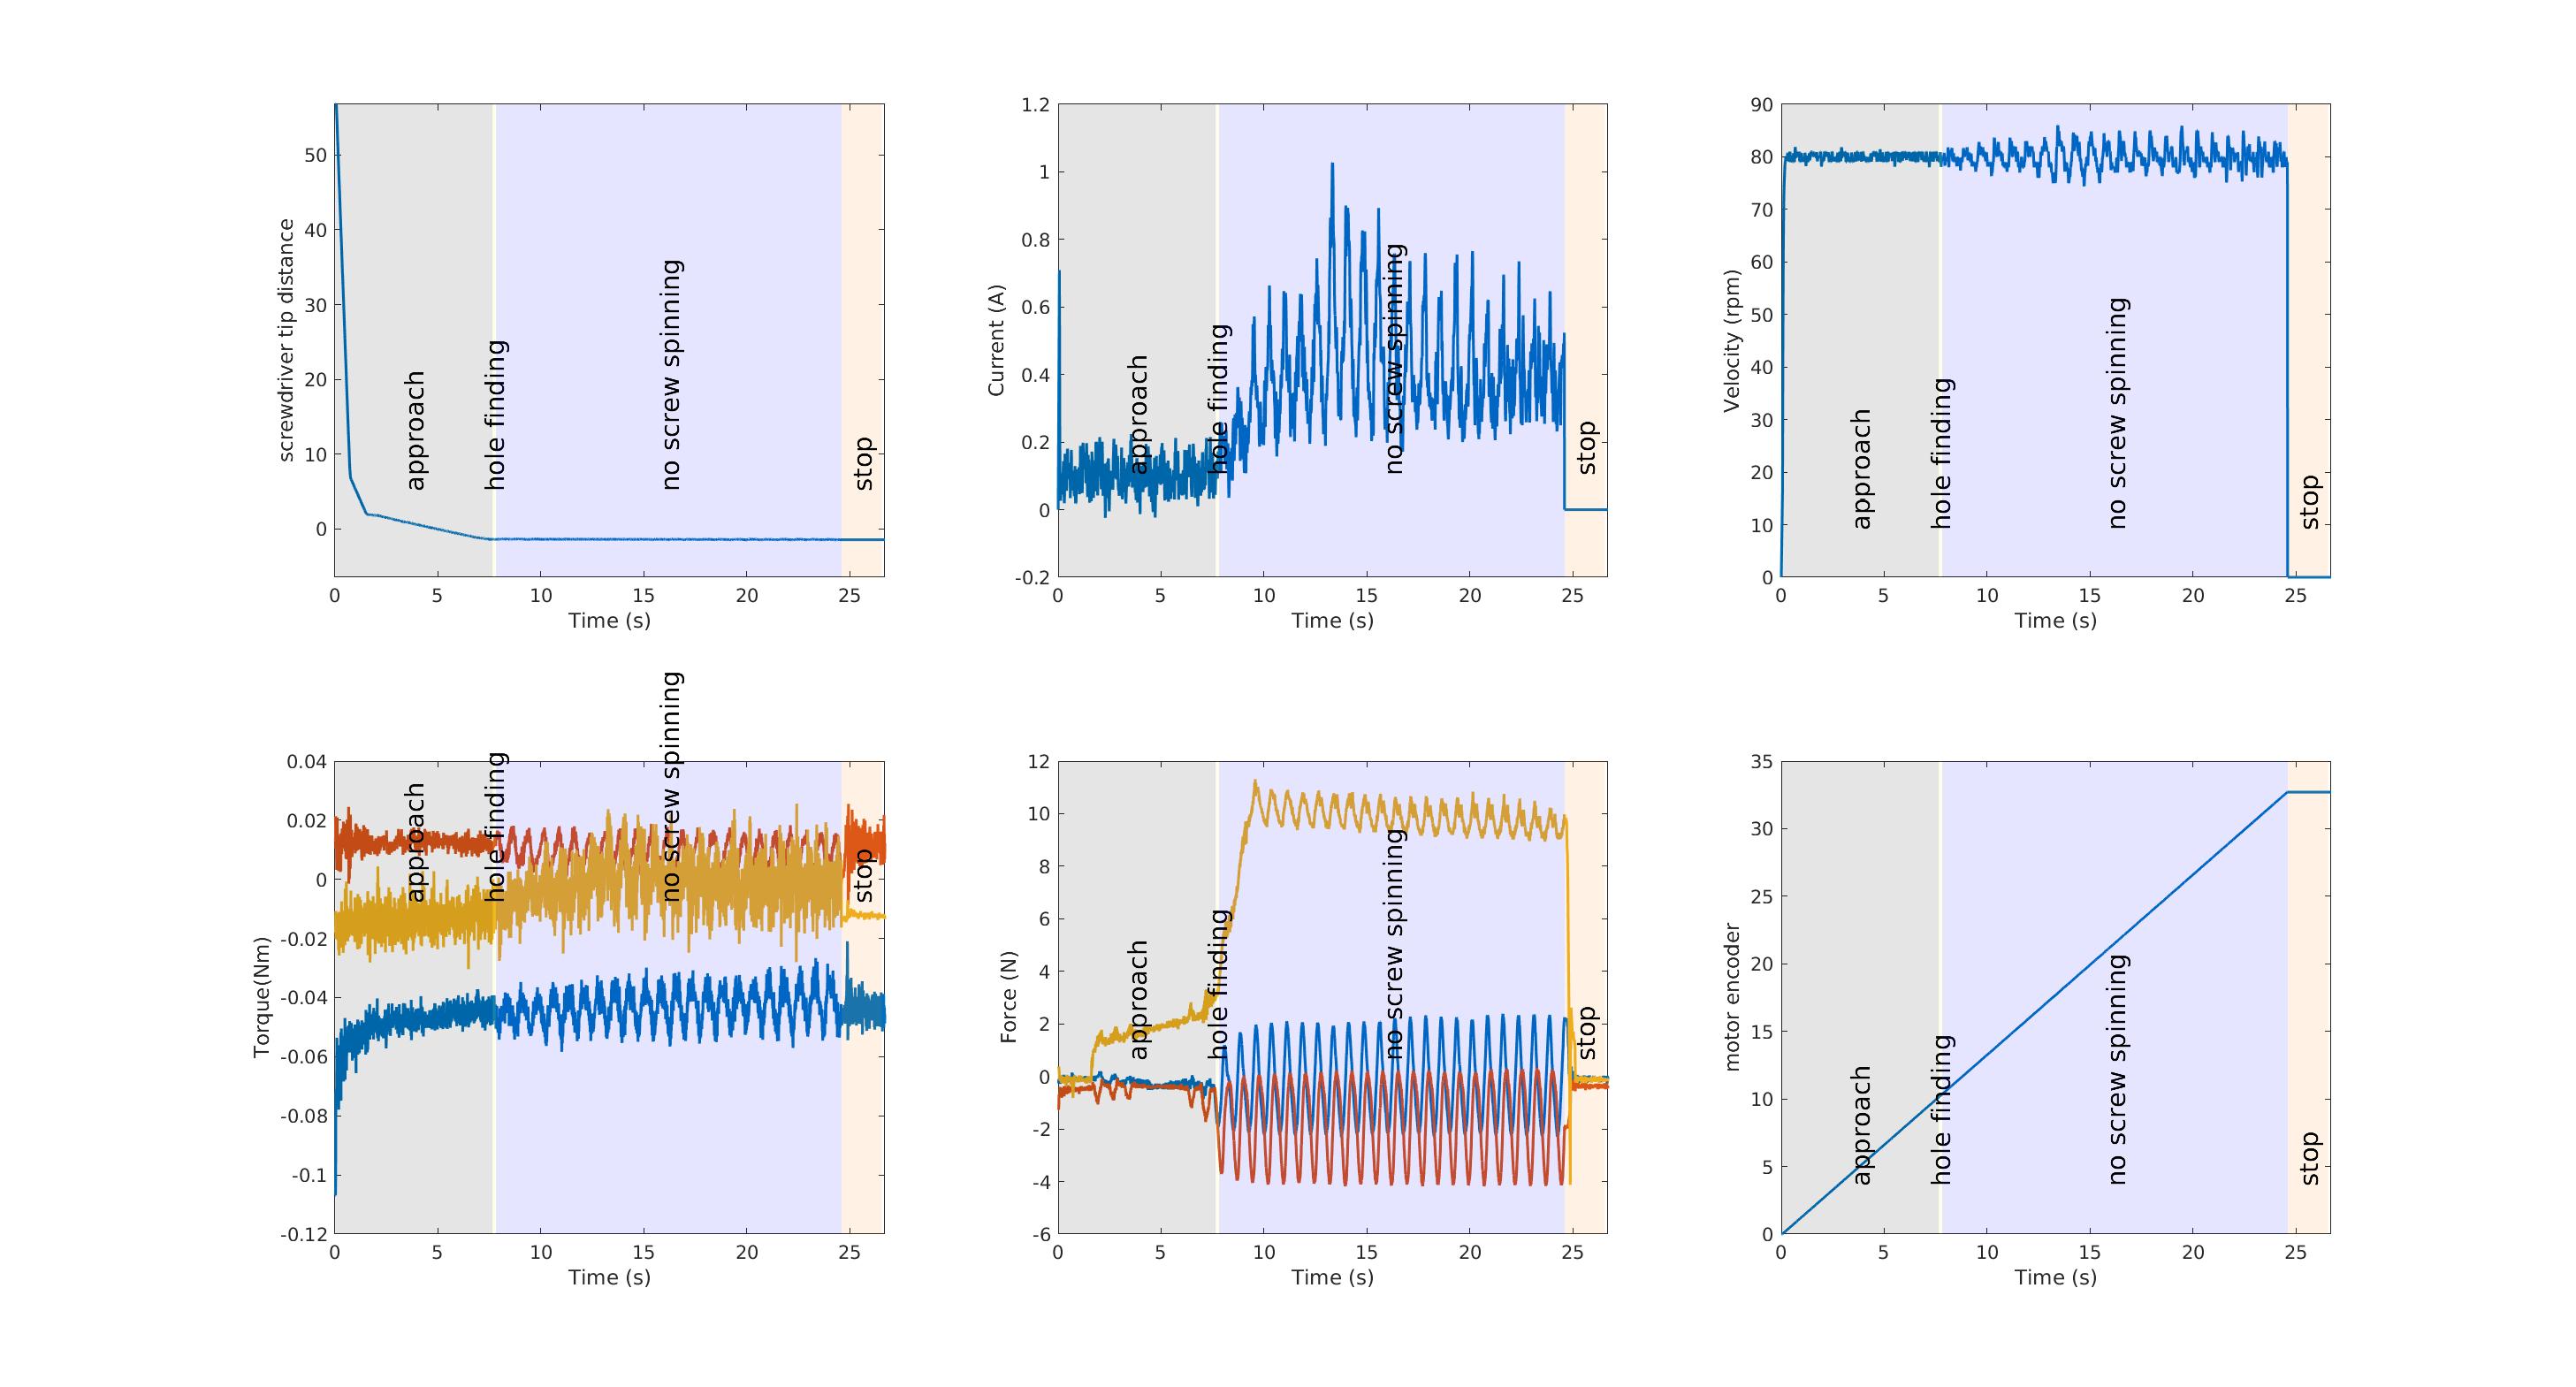 50
40
30
20
10
0
screwdriver tip distance
approach
hole finding
no screw spinning
stop
0 5 10 15 20 25
Time (s)
1.2
1
0.8
0.6
0.4
0.2
0
-0.2
Current (A)
approach
hole finding
no screw spinning
stop
0 5 10 15 20 25
Time (s)
90
80
70
60
50
40
30
20
10
0
Velocity (rpm)
approach
hole finding
no screw spinning
stop
0 5 10 15 20 25
Time (s)
0.04
0.02
0
-0.02
-0.04
-0.06
-0.08
-0.1
-0.12
Torque(Nm)
approach
hole finding
no screw spinning
stop
0 5 10 15 20 25
Time (s)
12
10
8
6
4
2
0
-2
-4
-6
Force (N)
approach
hole finding
no screw spinning
stop
0 5 10 15 20 25
Time (s)
35
30
25
20
15
10
5
0
motor encoder
approach
hole finding
no screw spinning
stop
0 5 10 15 20 25
Time (s)